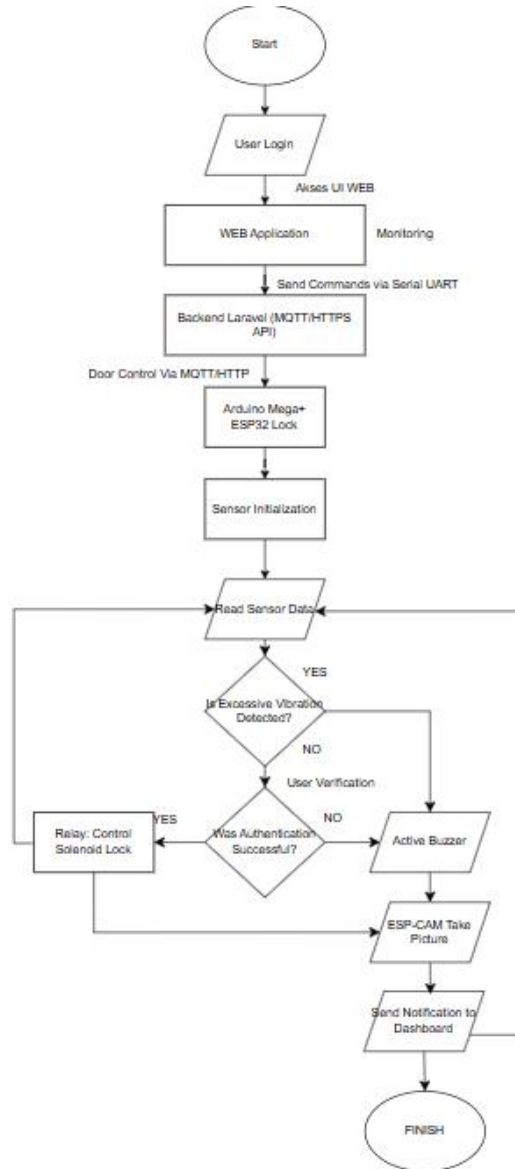 Start
User Login
Akses UI WEB
WEB Application
Monitoring
Send Commands via Serial UART
Backend Laravel (MQTT/HTTPS
API)
Door Control Via MQTT/HTTP
Arduino Mega+
ESP32 Lock
Sensor Initialization
Read Sensor Data
YES
Is Excessive Vibration
Detected?
NO
User Verification
YES
Relay: Control
Solenoid Lock
Was Authentication
Successful?
NO
Active Buzzer
ESP-CAM Take
Picture
Send Notification to
Dashboard
FINISH